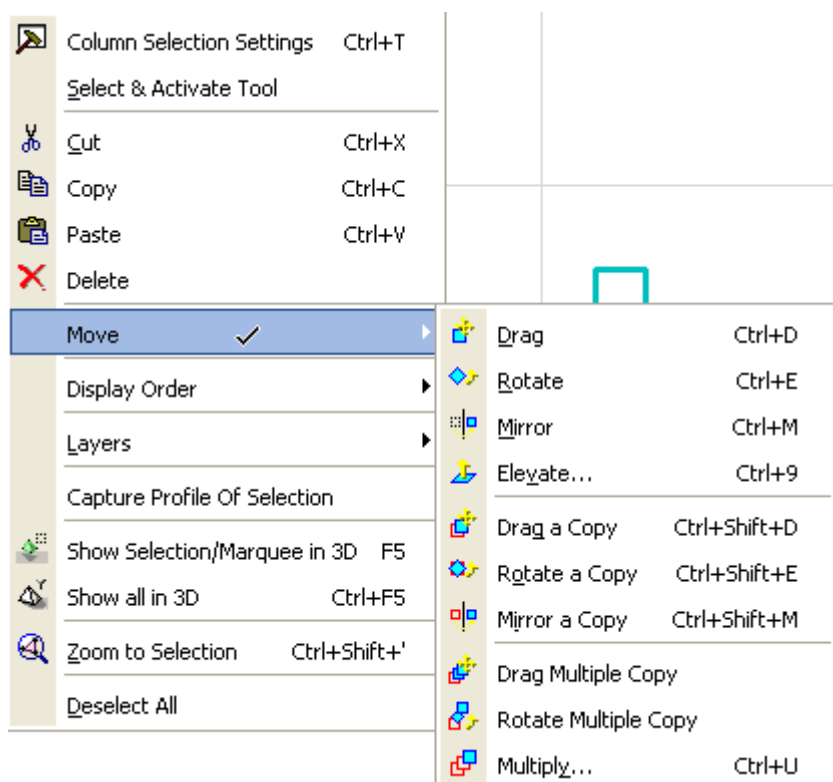 Column Selection Settings Ctrl+T
Select & Activate Tool
Cut Ctrl+X
Copy Ctrl+C
Paste Ctrl+V
Delete
Move
Display Order
Layers
Capture Profile Of Selection
Show Selection/Marquee in 3D F5
Show all in 3D Ctrl+F5
Zoom to Selection Ctrl+Shift+'
Deselect All
Drag Ctrl+D
Rotate Ctrl+E
Mirror Ctrl+M
Elevate... Ctrl+9
Drag a Copy Ctrl+Shift+D
Rotate a Copy Ctrl+Shift+E
Mirror a Copy Ctrl+Shift+M
Drag Multiple Copy
Rotate Multiple Copy
Multiply... Ctrl+U